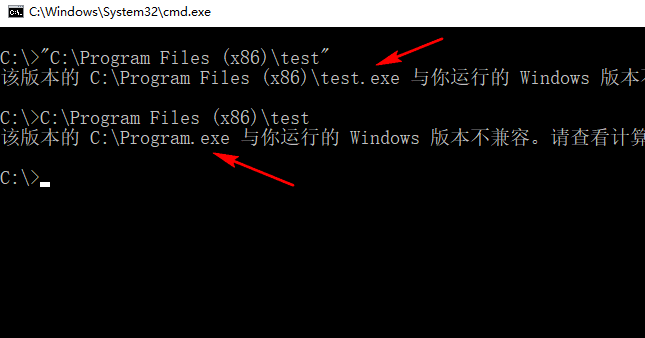 C:\Windows\System32\cmd.exe
C:\>"C:\Program Files (x86)\test"
该版本的 C:\Program Files (x86)\test.exe 与你运行的 Windows 版本
C:\>C:\Program Files (x86)\test
该版本的 C:\Program.exe 与你运行的 Windows 版本不兼容。请查看计算
C:\>